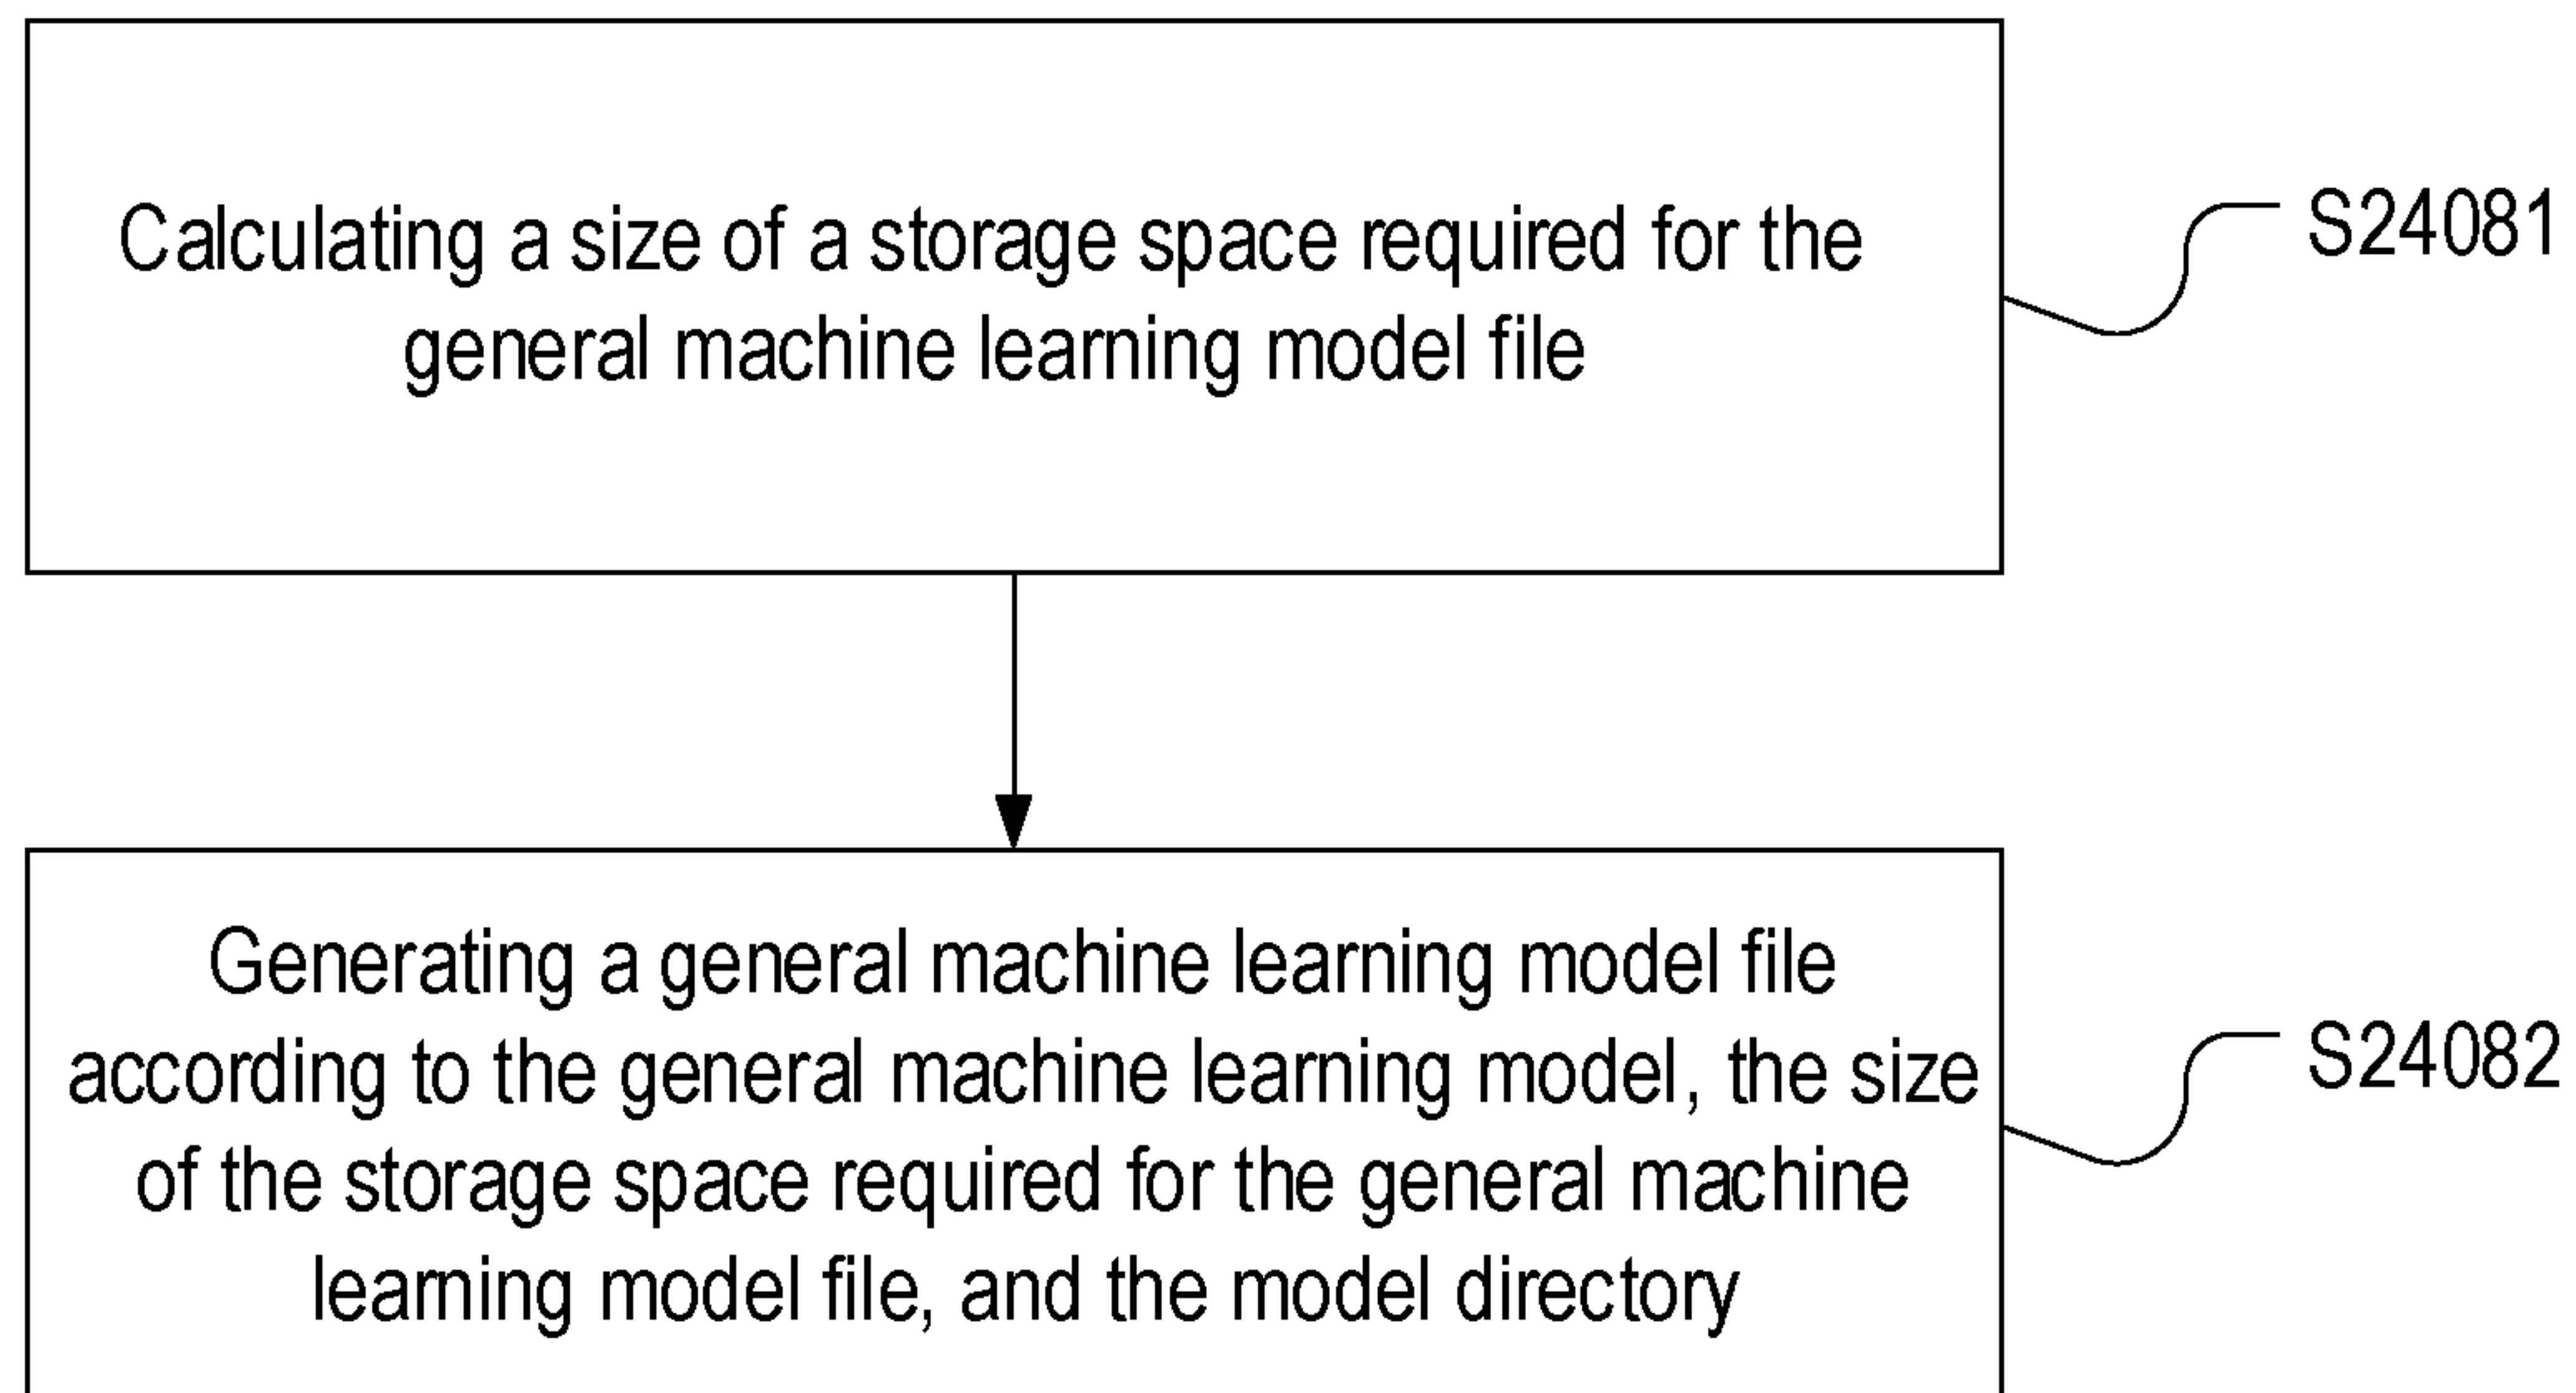 Calculating a size of a storage space required for the
general machine learning model file
S24081
Generating a general machine learning model file
according to the general machine learning model, the size
of the storage space required for the general machine
learning model file, and the model directory
S24082